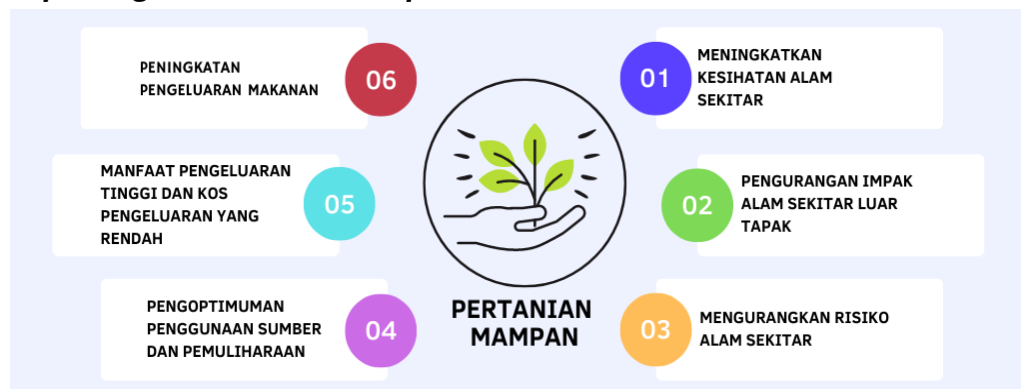 06
PENINGKATAN
PENGELUARAN MAKANAN
01
MENINGKATKAN
KESIHATAN ALAM
SEKITAR
05
MANFAAT PENGELUARAN
TINGGI DAN KOS
PENGELUARAN YANG
RENDAH
02
PENGURANGAN IMPAK
ALAM SEKITAR LUAR
TAPAK
04
PENGOPTIMUMAN
PENGGUNAAN SUMBER
DAN PEMULIHARAAN
PERTANIAN
MAMPAN
03
MENGURANGKAN RISIKO
ALAM SEKITAR